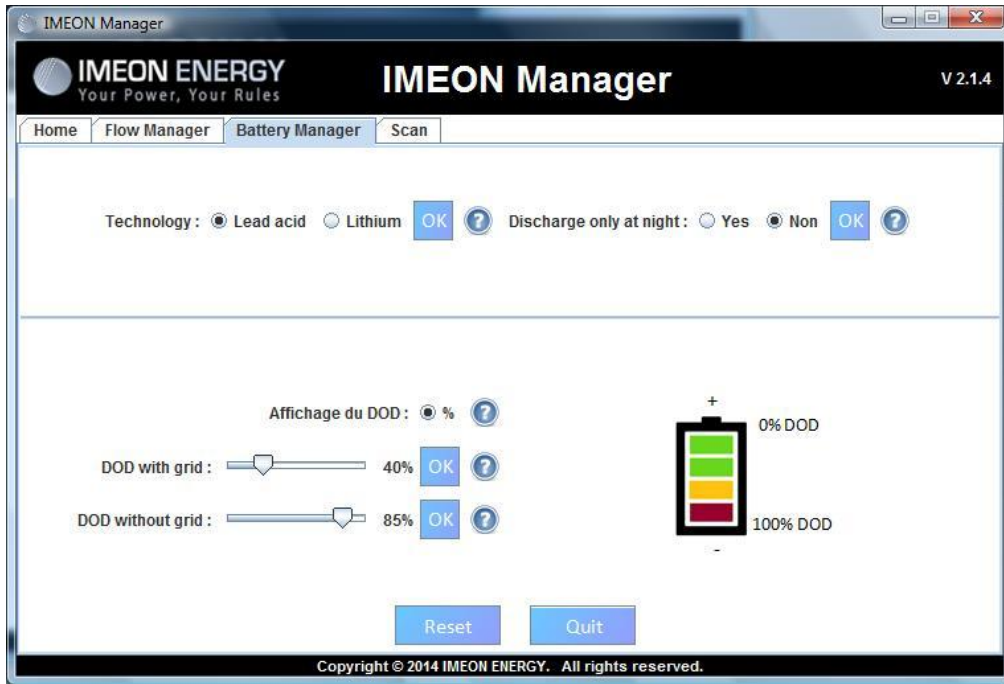 IMEON Manager
IMEON ENERGY
Your Power, Your Rules
IMEON Manager
V 2.1.4
Home Flow Manager Battery Manager Scan
Technology : Lead acid Lithium OK ? Discharge only at night : Yes Non OK ?
Affichage du DOD : % ?
DOD with grid : 40% OK ?
DOD without grid : 85% OK ?
+
0% DOD
100% DOD
-
Reset Quit
Copyright © 2014 IMEON ENERGY. All rights reserved.